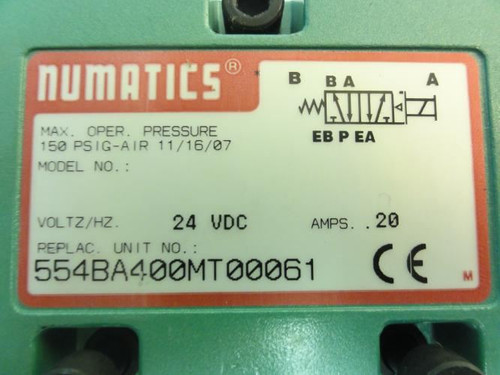 NUMATICS®
B B A A
EB P EA
MAX. OPER. PRESSURE
150 PSIG-AIR 11/16/07
MODEL NO.:
VOLTZ/HZ. 24 VDC AMPS. .20
REPLAC. UNIT NO.:
554BA400MT00061 CE
M